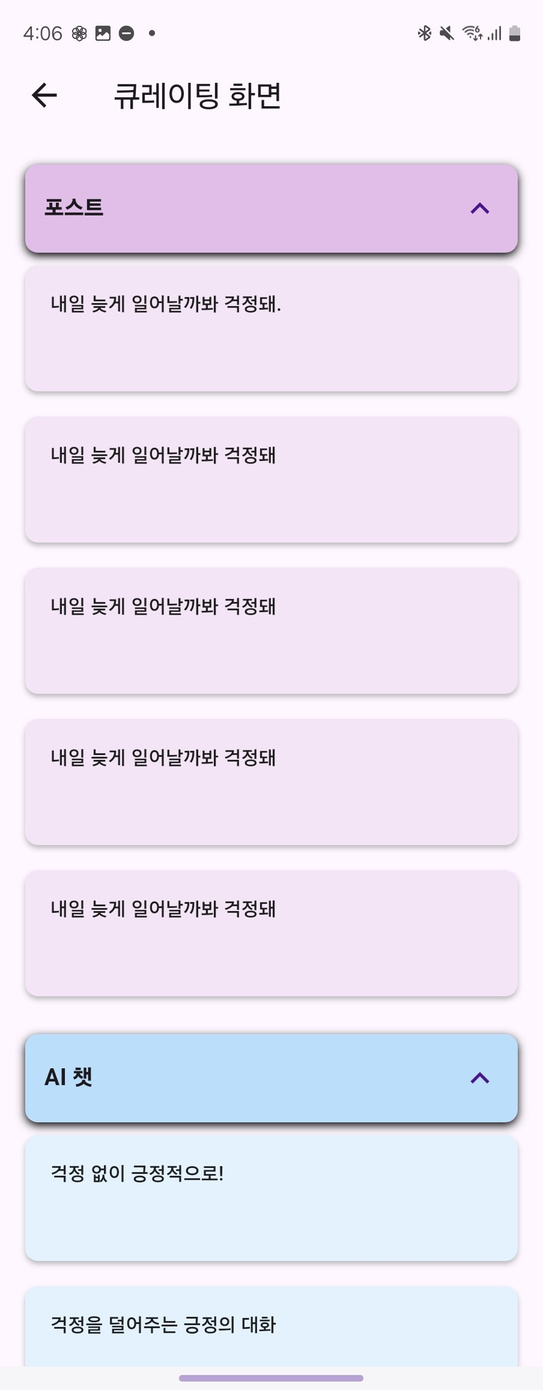 4:06
큐레이팅 화면
포스트
내일 늦게 일어날까봐 걱정돼.
내일 늦게 일어날까봐 걱정돼
내일 늦게 일어날까봐 걱정돼
내일 늦게 일어날까봐 걱정돼
내일 늦게 일어날까봐 걱정돼
AI 챗
걱정 없이 긍정적으로!
걱정을 덜어주는 긍정의 대화